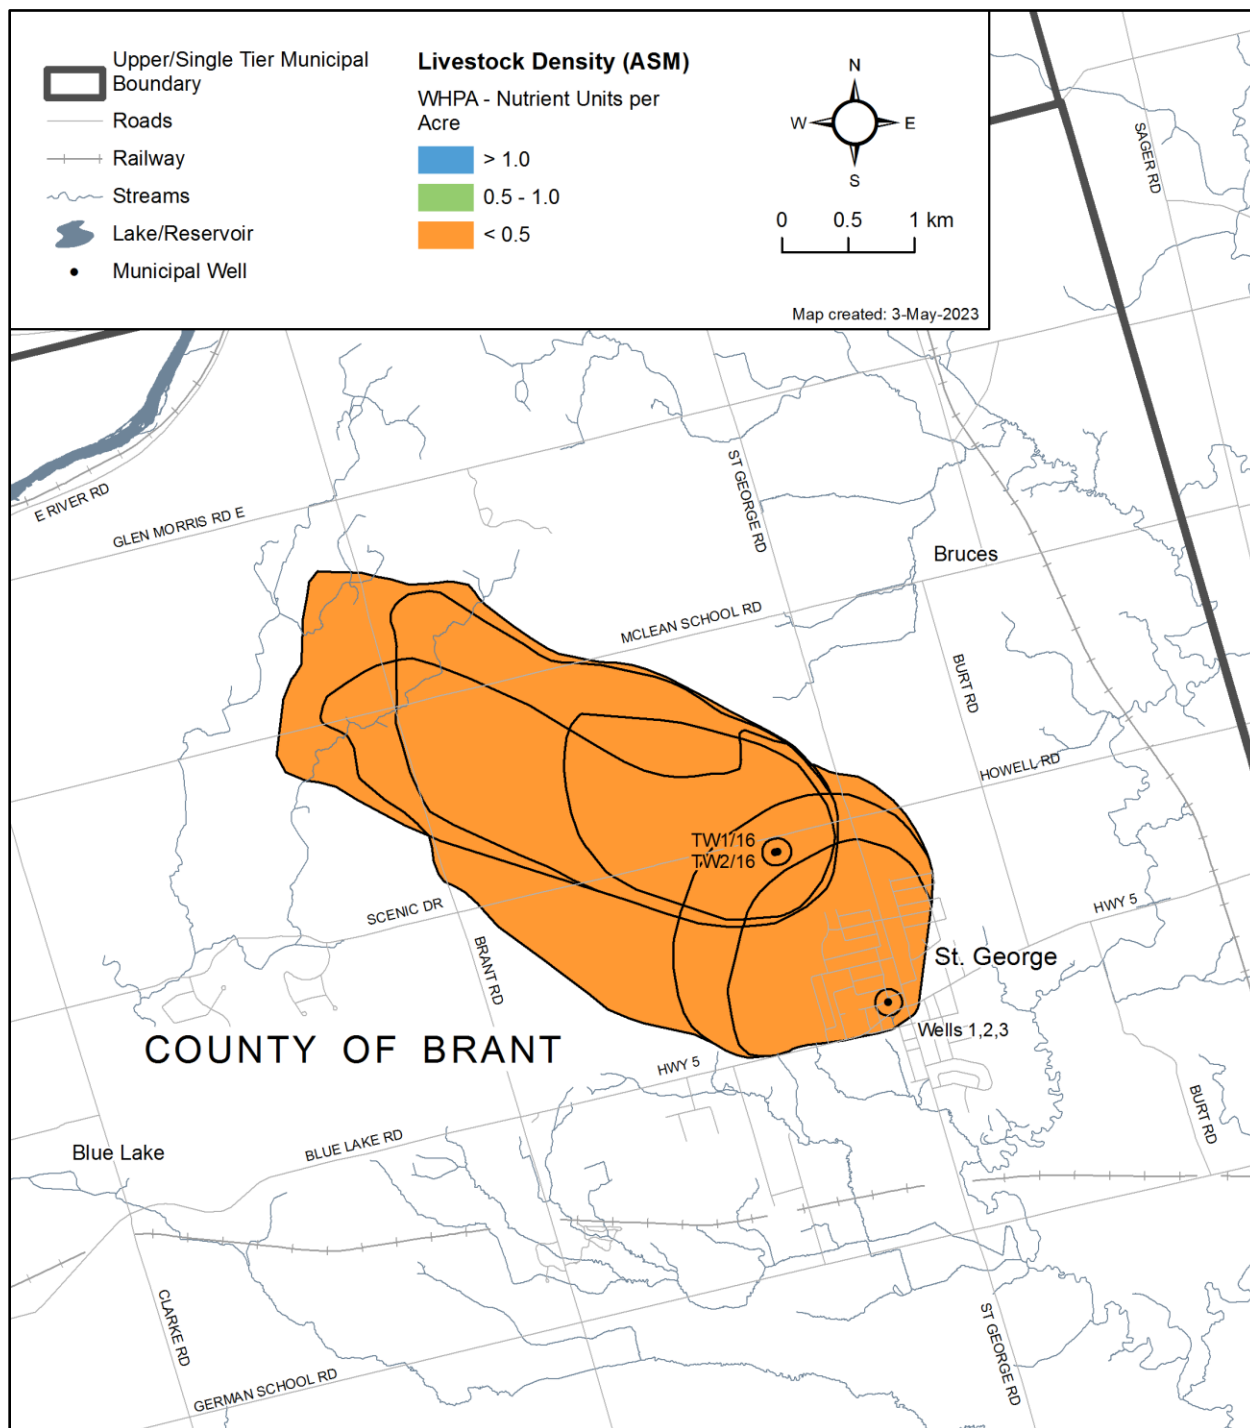 Upper/Single Tier Municipal
Boundary
Roads
Railway
Streams
Lake/Reservoir
Municipal Well
Livestock Density (ASM)
WHPA - Nutrient Units per
Acre
> 1.0
0.5 - 1.0
< 0.5
N
W E
S
0 0.5 1 km
Map created: 3-May-2023
SAGER RD
E RIVER RD
GLEN MORRIS RD E
ST GEORGE RD
Bruces
MCLEAN SCHOOL RD
BURT RD
HOWELL RD
TW1/16
TW2/16
SCENIC DR
HWY 5
BRANT RD
St. George
Wells 1,2,3
COUNTY OF BRANT
HWY 5
BURT RD
BLUE LAKE RD
Blue Lake
CLARKE RD
ST GEORGE RD
GERMAN SCHOOL RD